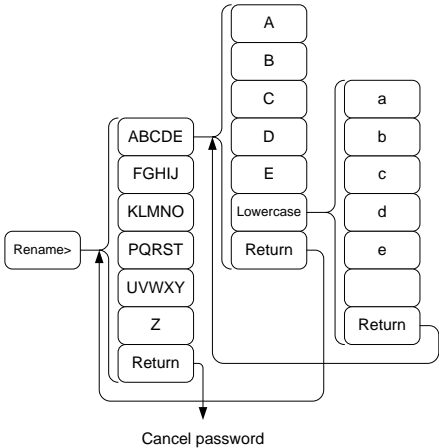 Rename>
ABCDE
FGHIJ
KLMNO
PQRST
UVWXY
Z
Return
A
B
C
D
E
Lowercase
Return
a
b
c
d
e
Return
Cancel password